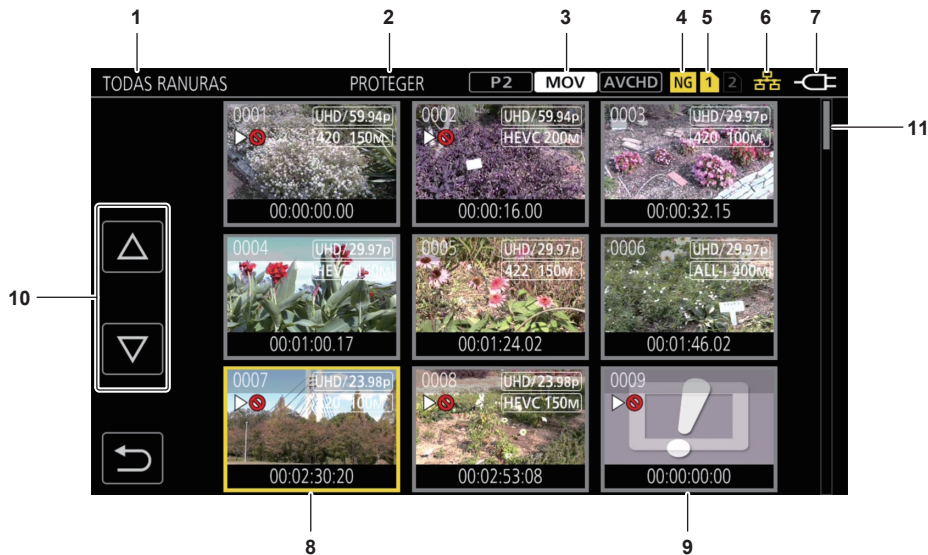 1 2 3 4 5 6 7
TODAS RANURAS PROTEGER P2 MOV AVCHD NG 1 2
0001 UHD/59.94p 0002 UHD/59.94p 0003 UHD/29.97p
420 150M HEVC 200M 420 100M
11
00:00:00.00 00:00:16.00 00:00:32.15
0004 UHD/29.97p 0005 UHD/29.97p 0006 UHD/29.97p
HEVC 422 150M ALL-I 400M
10
00:01:00.17 00:01:24.02 00:01:46.02
0007 UHD/23.98p 0008 UHD/23.98p 0009
420 100M HEVC 150M
00:02:30:20 00:02:53:08 00:00:00:00
8 9